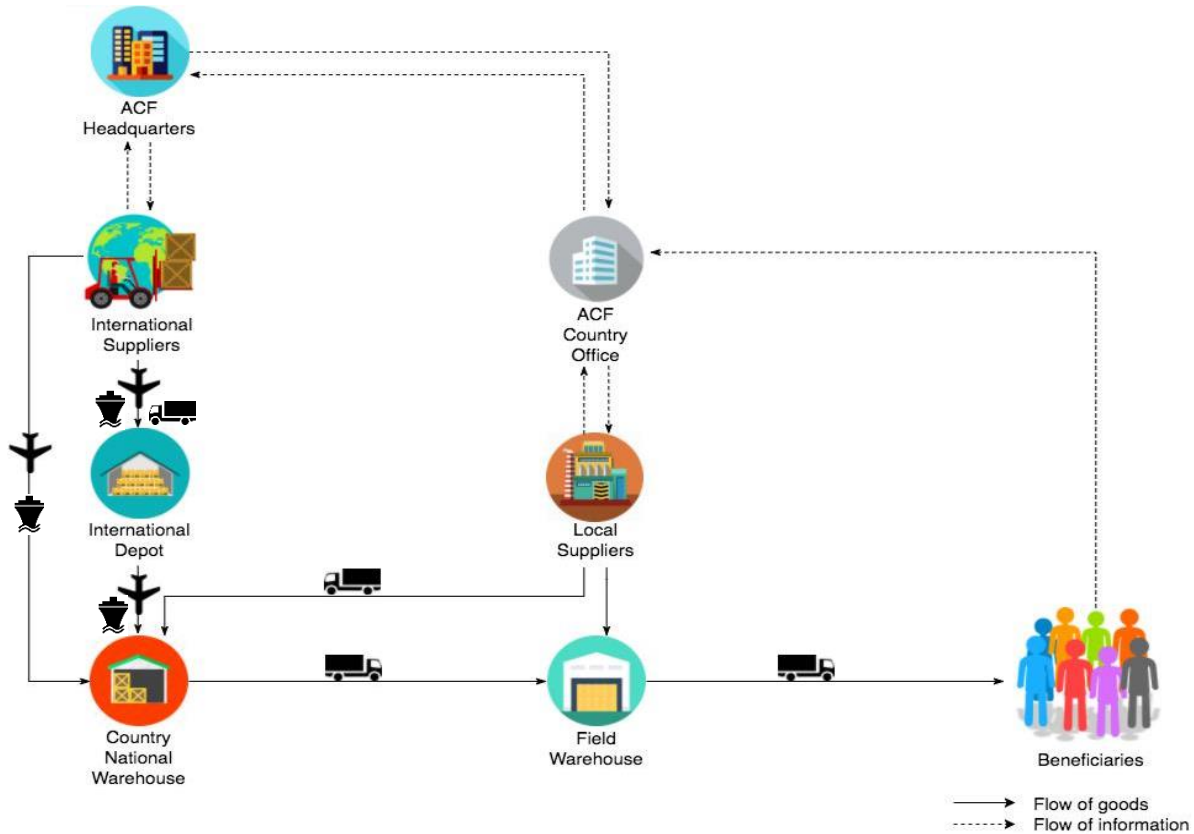 ACF
Headquarters
International
Suppliers
ACF
Country
Office
International
Depot
Local
Suppliers
Country
National
Warehouse
Field
Warehouse
Beneficiaries
Flow of goods
Flow of information